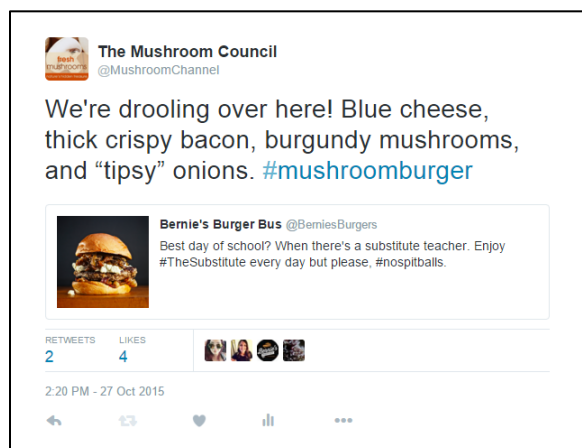 fresh
mushrooms
The Mushroom Council
@MushroomChannel
We're drooling over here! Blue cheese,
thick crispy bacon, burgundy mushrooms,
and “tipsy” onions. #mushroomburger
Bernie's Burger Bus @BerniesBurgers
Best day of school? When there's a substitute teacher. Enjoy
#TheSubstitute every day but please, #nospitballs.
RETWEETS LIKES
2 4
2:20 PM - 27 Oct 2015